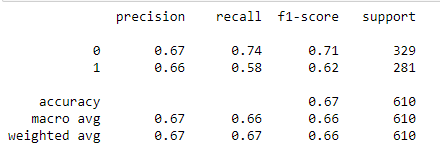 precision recall f1-score support
0 0.67 0.74 0.71 329
1 0.66 0.58 0.62 281
accuracy 0.67 610
macro avg 0.67 0.66 0.66 610
weighted avg 0.67 0.67 0.66 610